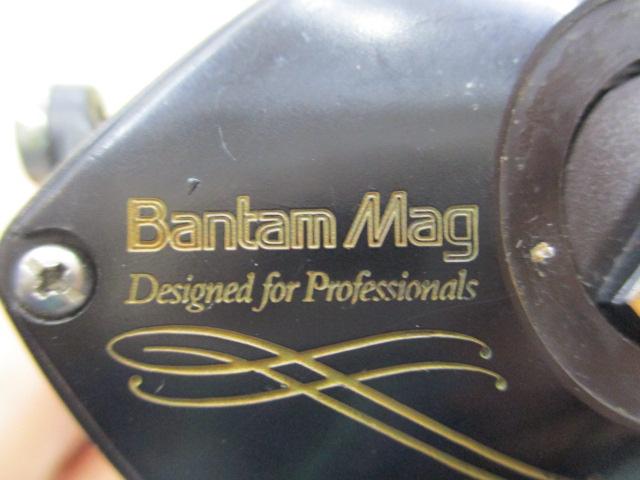 Bantam Mag
Designed for Professionals